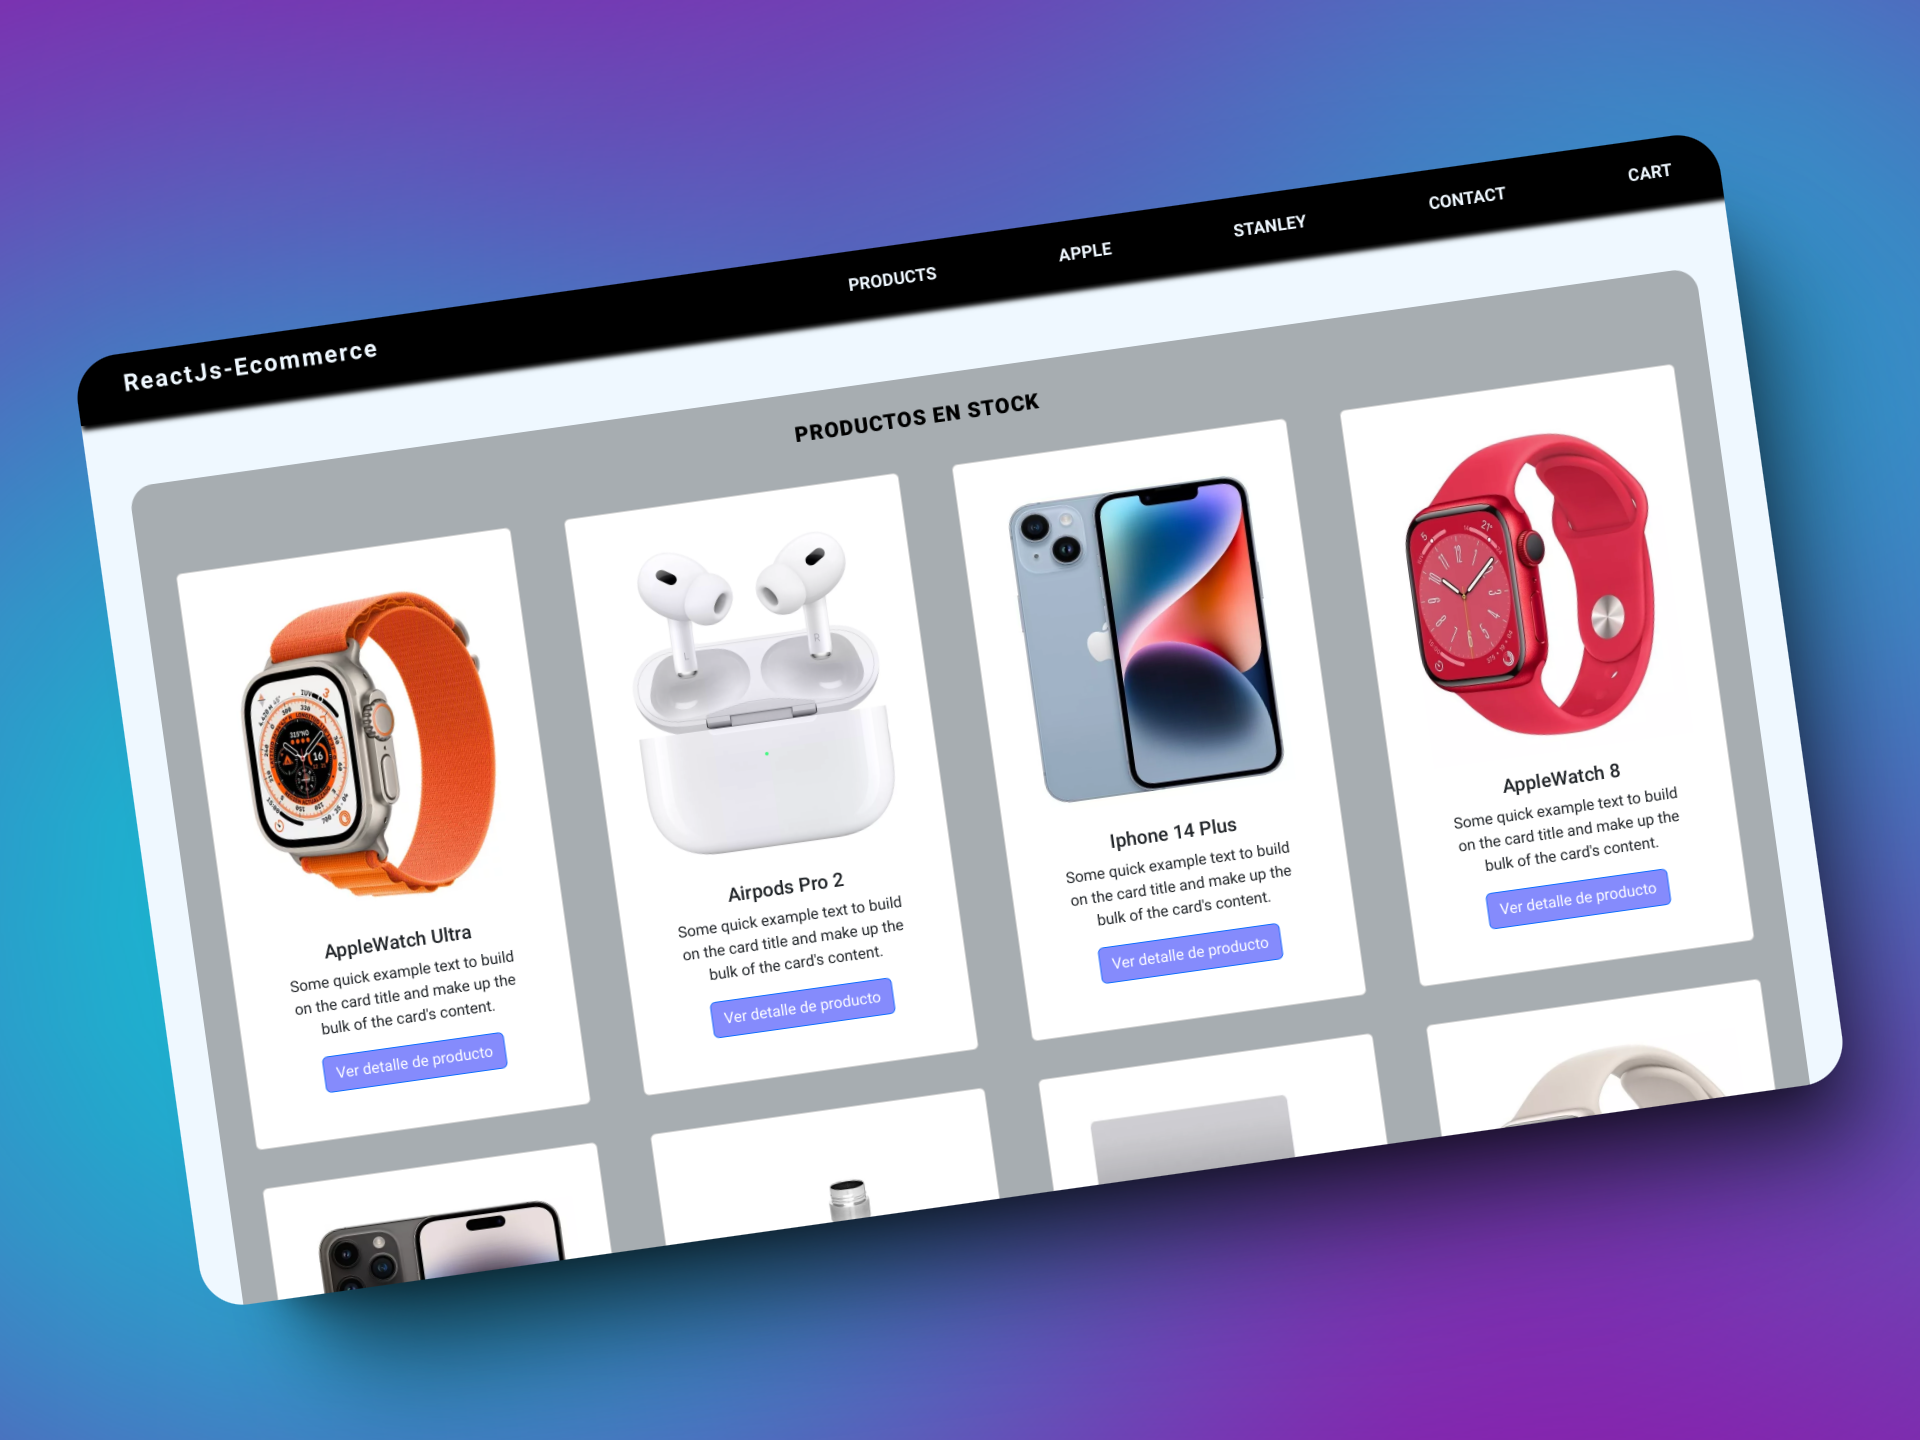 ReactJs-Ecommerce
PRODUCTS
APPLE
STANLEY
CONTACT
CART
PRODUCTOS EN STOCK
AppleWatch Ultra
Some quick example text to build
on the card title and make up the
bulk of the card's content.
Ver detalle de producto
Airpods Pro 2
Some quick example text to build
on the card title and make up the
bulk of the card's content.
Ver detalle de producto
Iphone 14 Plus
Some quick example text to build
on the card title and make up the
bulk of the card's content.
Ver detalle de producto
AppleWatch 8
Some quick example text to build
on the card title and make up the
bulk of the card's content.
Ver detalle de producto